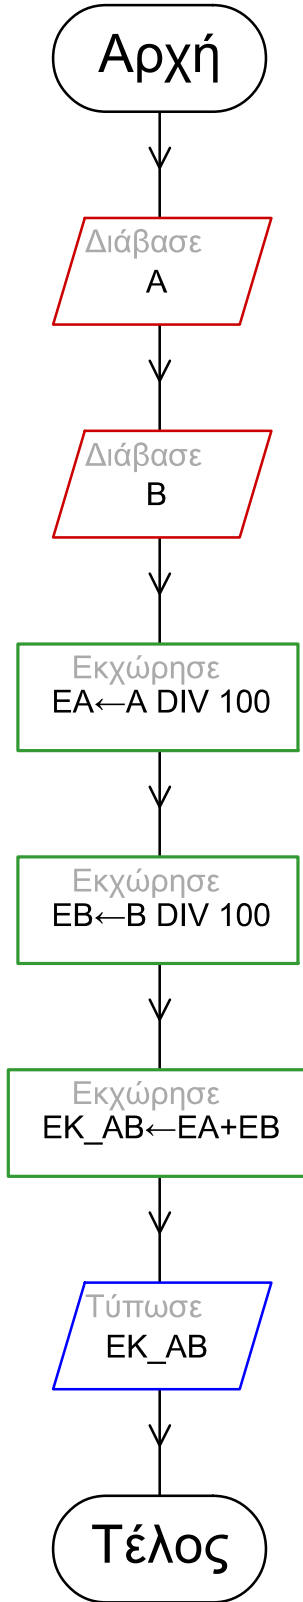 Αρχή
Διάβασε
A
Διάβασε
B
Εκχώρησε
EA←A DIV 100
Εκχώρησε
EB←B DIV 100
Εκχώρησε
EK_AB←EA+EB
Τύπωσε
EK_AB
Τέλος